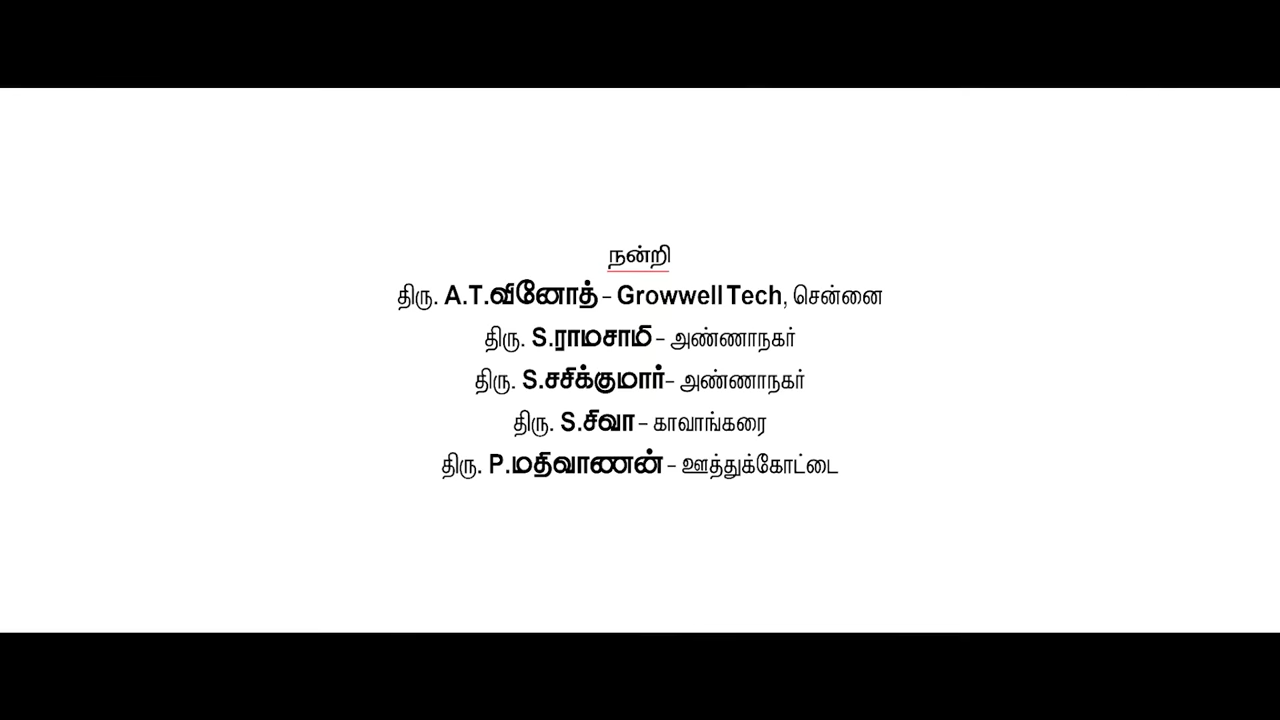 நன்றி
திரு. A.T.வினோத் – Growwell Tech, சென்னை
திரு. S.ராமசாமி – அண்ணாநகர்
திரு. S.சசிக்குமார்– அண்ணாநகர்
திரு. S.சிவா – காவாங்கரை
திரு. P.மதிவாணன் – ஊத்துக்கோட்டை